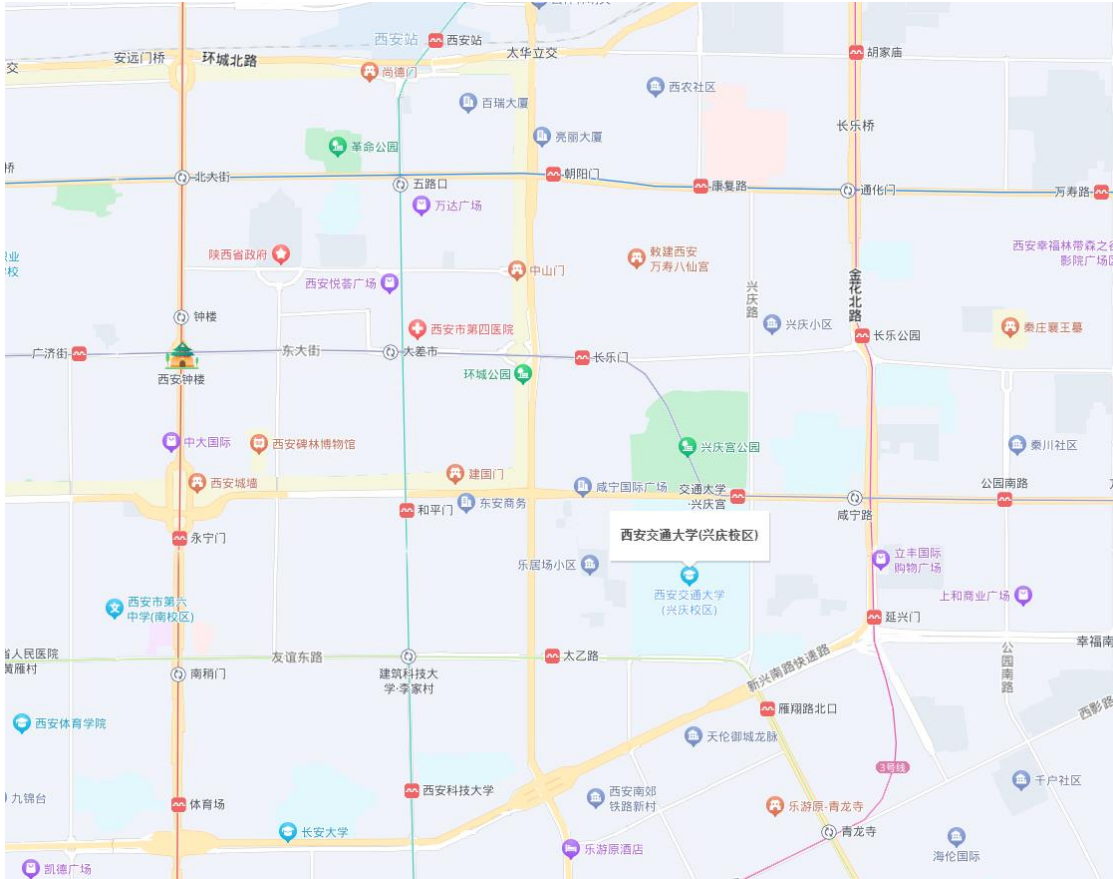 西安站
西安站
安远门桥
环城北路
太华立交
胡家庙
交
尚德门
西农社区
百瑞大厦
长乐桥
亮丽大厦
革命公园
桥
北大街
五路口
朝阳门
康复路
通化门
万寿路
万达广场
陕西省政府
敕建西安
万寿八仙宫
西安幸福林带森之谷
影院广场
业
校
中山门
西安悦荟广场
兴庆路
金花北路
钟楼
西安市第四医院
兴庆小区
长乐公园
秦庄襄王墓
广济街
东大街
大差市
长乐门
西安钟楼
环城公园
中大国际
西安碑林博物馆
兴庆宫公园
秦川社区
西安城墙
建国门
咸宁国际广场
交通大学
·兴庆宫
公园南路
东安商务
和平门
咸宁路
永宁门
西安交通大学(兴庆校区)
立丰国际
购物广场
乐居场小区
西安交通大学
(兴庆校区)
上和商业广场
西安市第六
中学(南校区)
延兴门
省人民医院
黄雁村
友谊东路
太乙路
幸福南
公园南路
南稍门
建筑科技大
学·李家村
新兴南路快速路
雁翔路北口
西影路
西安体育学院
天伦御城龙脉
3号线
千户社区
九锦台
体育场
西安科技大学
西安南郊
铁路新村
乐游原·青龙寺
长安大学
青龙寺
乐游原酒店
海伦国际
凯德广场